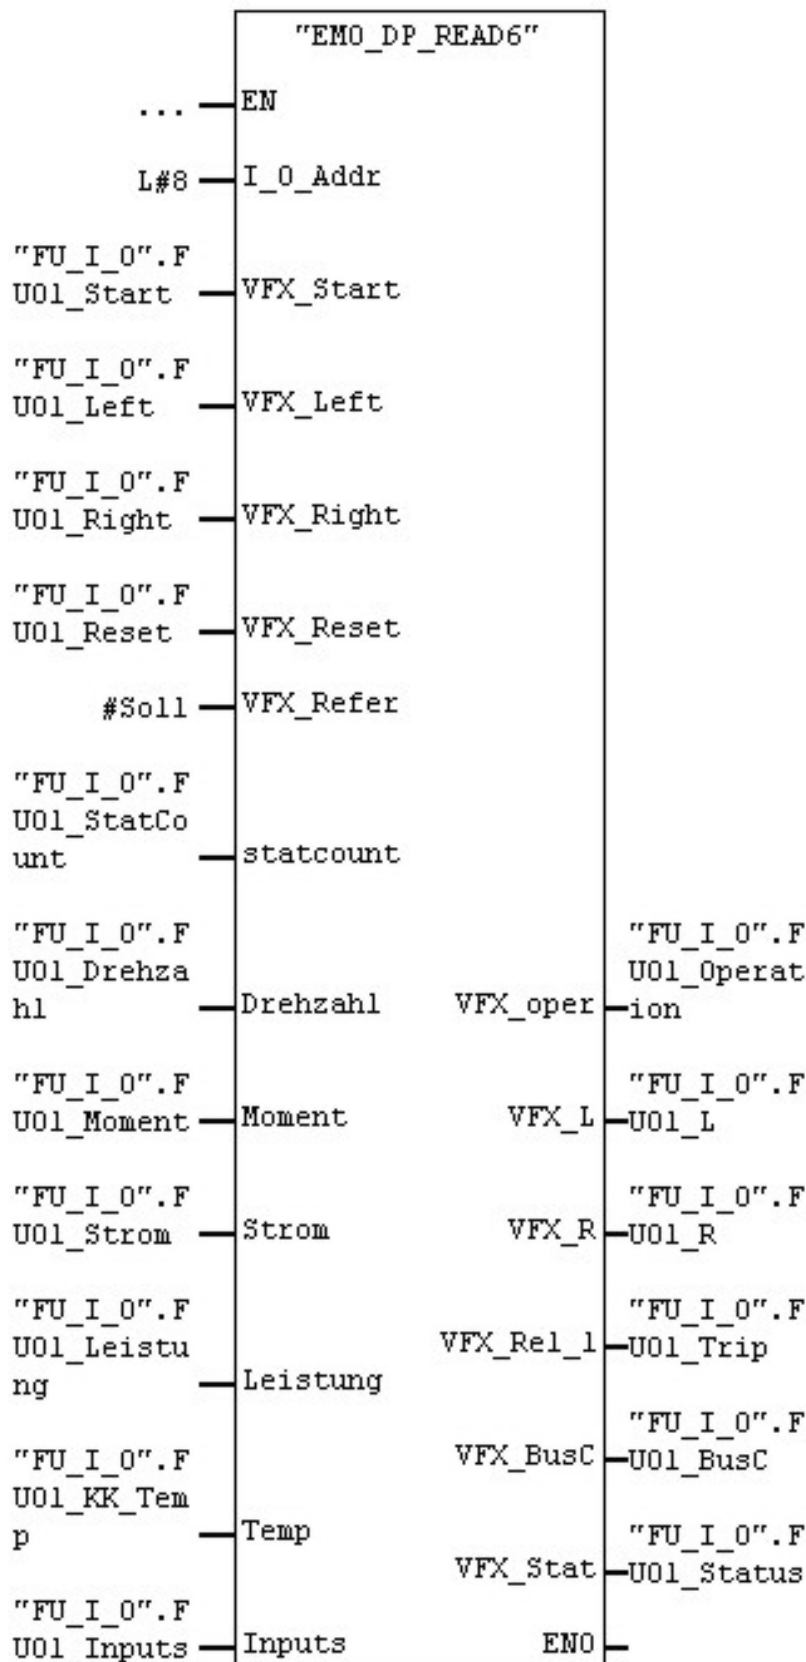 "EMO_DP_READ6"
... EN
L#8 I_O_Addr
"FU_I_O".F
U01_Start VFX_Start
"FU_I_O".F
U01_Left VFX_Left
"FU_I_O".F
U01_Right VFX_Right
"FU_I_O".F
U01_Reset VFX_Reset
#Soll VFX_Refer
"FU_I_O".F
U01_StatCo
unt statcount
"FU_I_O".F "FU_I_O".F
U01_Drehza U01_Operat
hl Drehzahl VFX_oper ion
"FU_I_O".F "FU_I_O".F
U01_Moment Moment VFX_L U01_L
"FU_I_O".F "FU_I_O".F
U01_Strom Strom VFX_R U01_R
"FU_I_O".F "FU_I_O".F
U01_Leistu VFX_Rel_1 U01_Trip
ng Leistung
"FU_I_O".F
VFX_BusC U01_BusC
"FU_I_O".F
U01_KK_Tem
p Temp
"FU_I_O".F
VFX_Stat U01_Status
"FU_I_O".F
U01_Inputs Inputs ENO